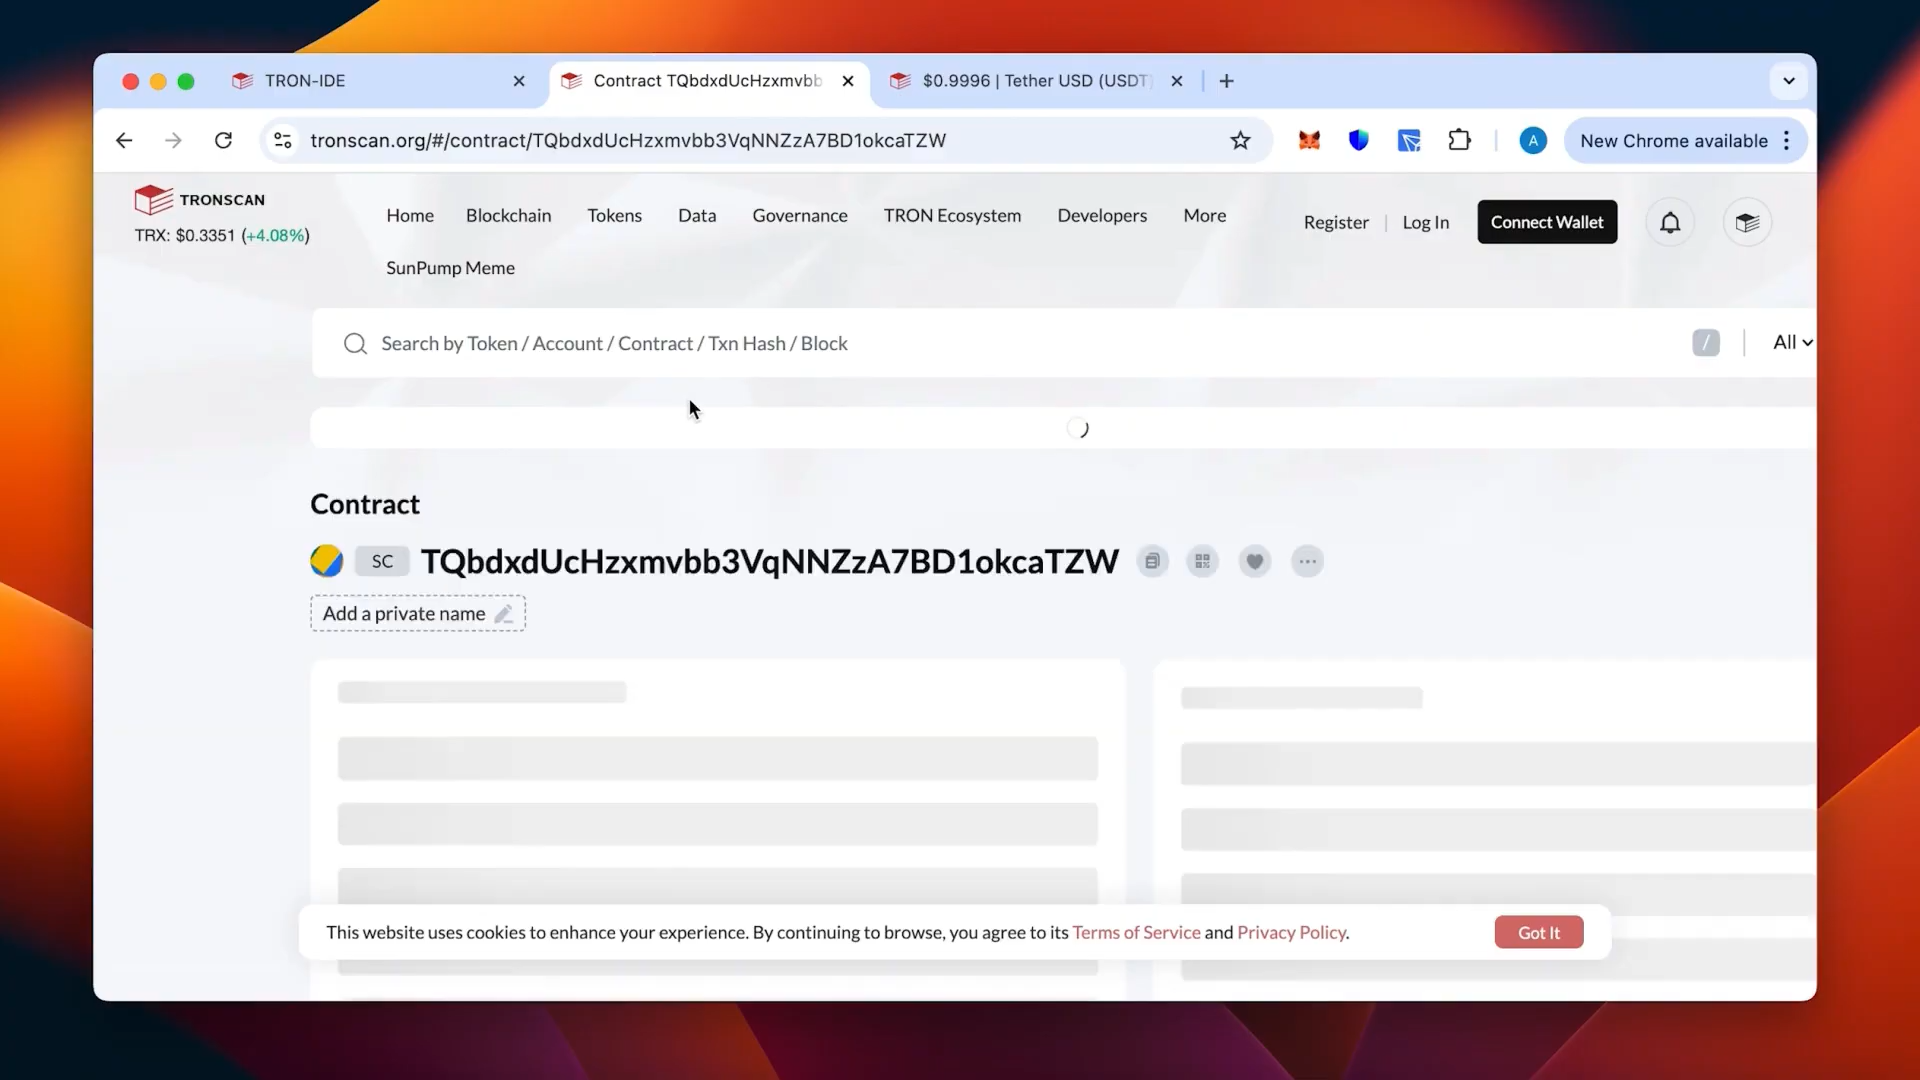 TRON-IDE
Contract TQbdxdUcHzxmvbb
$0.9996 | Tether USD (USDT)
tronscan.org/#/contract/TQbdxdUcHzxmvbb3VqNNZzA7BD1okcaTZW
A
New Chrome available
TRONSCAN
TRX: $0.3351 (+4.08%)
Home Blockchain Tokens Data Governance TRON Ecosystem Developers More
SunPump Meme
Register | Log In
Connect Wallet
Search by Token / Account / Contract / Txn Hash / Block
/
All
Contract
SC TQbdxdUcHzxmvbb3VqNNZzA7BD1okcaTZW
Add a private name
This website uses cookies to enhance your experience. By continuing to browse, you agree to its Terms of Service and Privacy Policy.
Got It